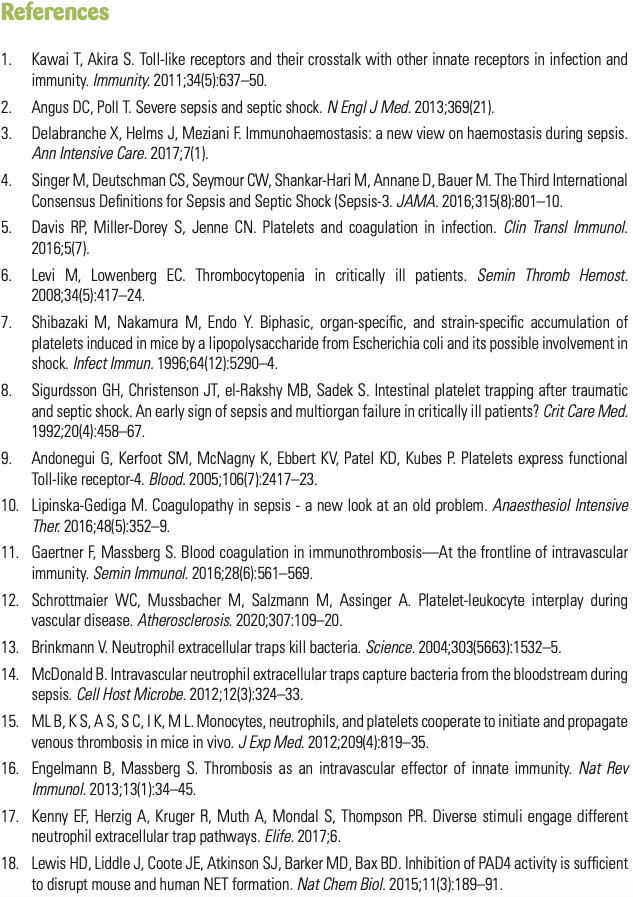 References
1. Kawai T, Akira S. Toll-like receptors and their crosstalk with other innate receptors in infection and
immunity. Immunity. 2011;34(5):637–50.
2. Angus DC, Poll T. Severe sepsis and septic shock. N Engl J Med. 2013;369(21).
3. Delabranche X, Helms J, Meziani F. Immunohaemostasis: a new view on haemostasis during sepsis.
Ann Intensive Care. 2017;7(1).
4. Singer M, Deutschman CS, Seymour CW, Shankar-Hari M, Annane D, Bauer M. The Third International
Consensus Definitions for Sepsis and Septic Shock (Sepsis-3. JAMA. 2016;315(8):801–10.
5. Davis RP, Miller-Dorey S, Jenne CN. Platelets and coagulation in infection. Clin Transl Immunol.
2016;5(7).
6. Levi M, Lowenberg EC. Thrombocytopenia in critically ill patients. Semin Thromb Hemost.
2008;34(5):417–24.
7. Shibazaki M, Nakamura M, Endo Y. Biphasic, organ-specific, and strain-specific accumulation of
platelets induced in mice by a lipopolysaccharide from Escherichia coli and its possible involvement in
shock. Infect Immun. 1996;64(12):5290–4.
8. Sigurdsson GH, Christenson JT, el-Rakshy MB, Sadek S. Intestinal platelet trapping after traumatic
and septic shock. An early sign of sepsis and multiorgan failure in critically ill patients? Crit Care Med.
1992;20(4):458–67.
9. Andonegui G, Kerfoot SM, McNagny K, Ebbert KV, Patel KD, Kubes P. Platelets express functional
Toll-like receptor-4. Blood. 2005;106(7):2417–23.
10. Lipinska-Gediga M. Coagulopathy in sepsis - a new look at an old problem. Anaesthesiol Intensive
Ther. 2016;48(5):352–9.
11. Gaertner F, Massberg S. Blood coagulation in immunothrombosis—At the frontline of intravascular
immunity. Semin Immunol. 2016;28(6):561–569.
12. Schrottmaier WC, Mussbacher M, Salzmann M, Assinger A. Platelet-leukocyte interplay during
vascular disease. Atherosclerosis. 2020;307:109–20.
13. Brinkmann V. Neutrophil extracellular traps kill bacteria. Science. 2004;303(5663):1532–5.
14. McDonald B. Intravascular neutrophil extracellular traps capture bacteria from the bloodstream during
sepsis. Cell Host Microbe. 2012;12(3):324–33.
15. ML B, K S, A S, S C, I K, M L. Monocytes, neutrophils, and platelets cooperate to initiate and propagate
venous thrombosis in mice in vivo. J Exp Med. 2012;209(4):819–35.
16. Engelmann B, Massberg S. Thrombosis as an intravascular effector of innate immunity. Nat Rev
Immunol. 2013;13(1):34–45.
17. Kenny EF, Herzig A, Kruger R, Muth A, Mondal S, Thompson PR. Diverse stimuli engage different
neutrophil extracellular trap pathways. Elife. 2017;6.
18. Lewis HD, Liddle J, Coote JE, Atkinson SJ, Barker MD, Bax BD. Inhibition of PAD4 activity is sufficient
to disrupt mouse and human NET formation. Nat Chem Biol. 2015;11(3):189–91.